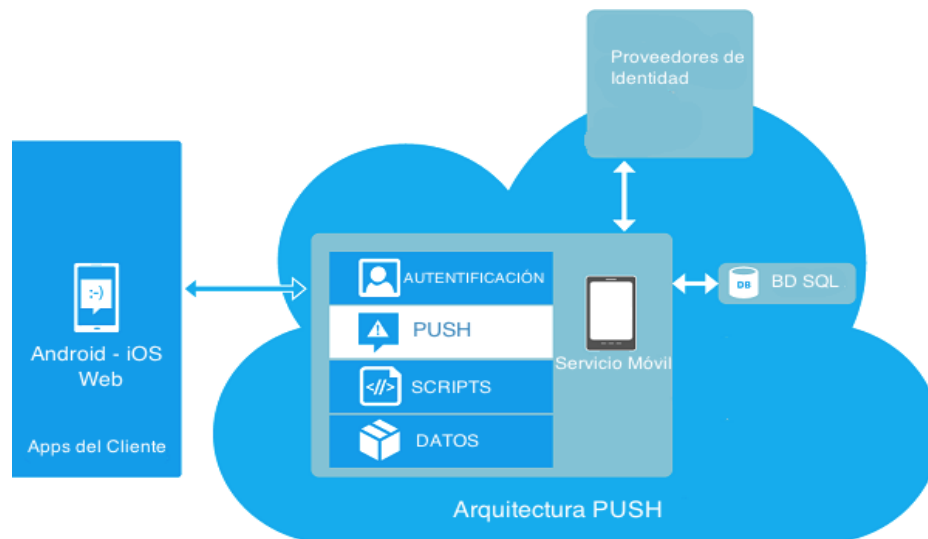 Proveedores de
Identidad
AUTENTIFICACIÓN
PUSH
SCRIPTS
DATOS
Servicio Móvil
DB
BD SQL
:-)
Android - iOS
Web
Apps del Cliente
<//>
Arquitectura PUSH